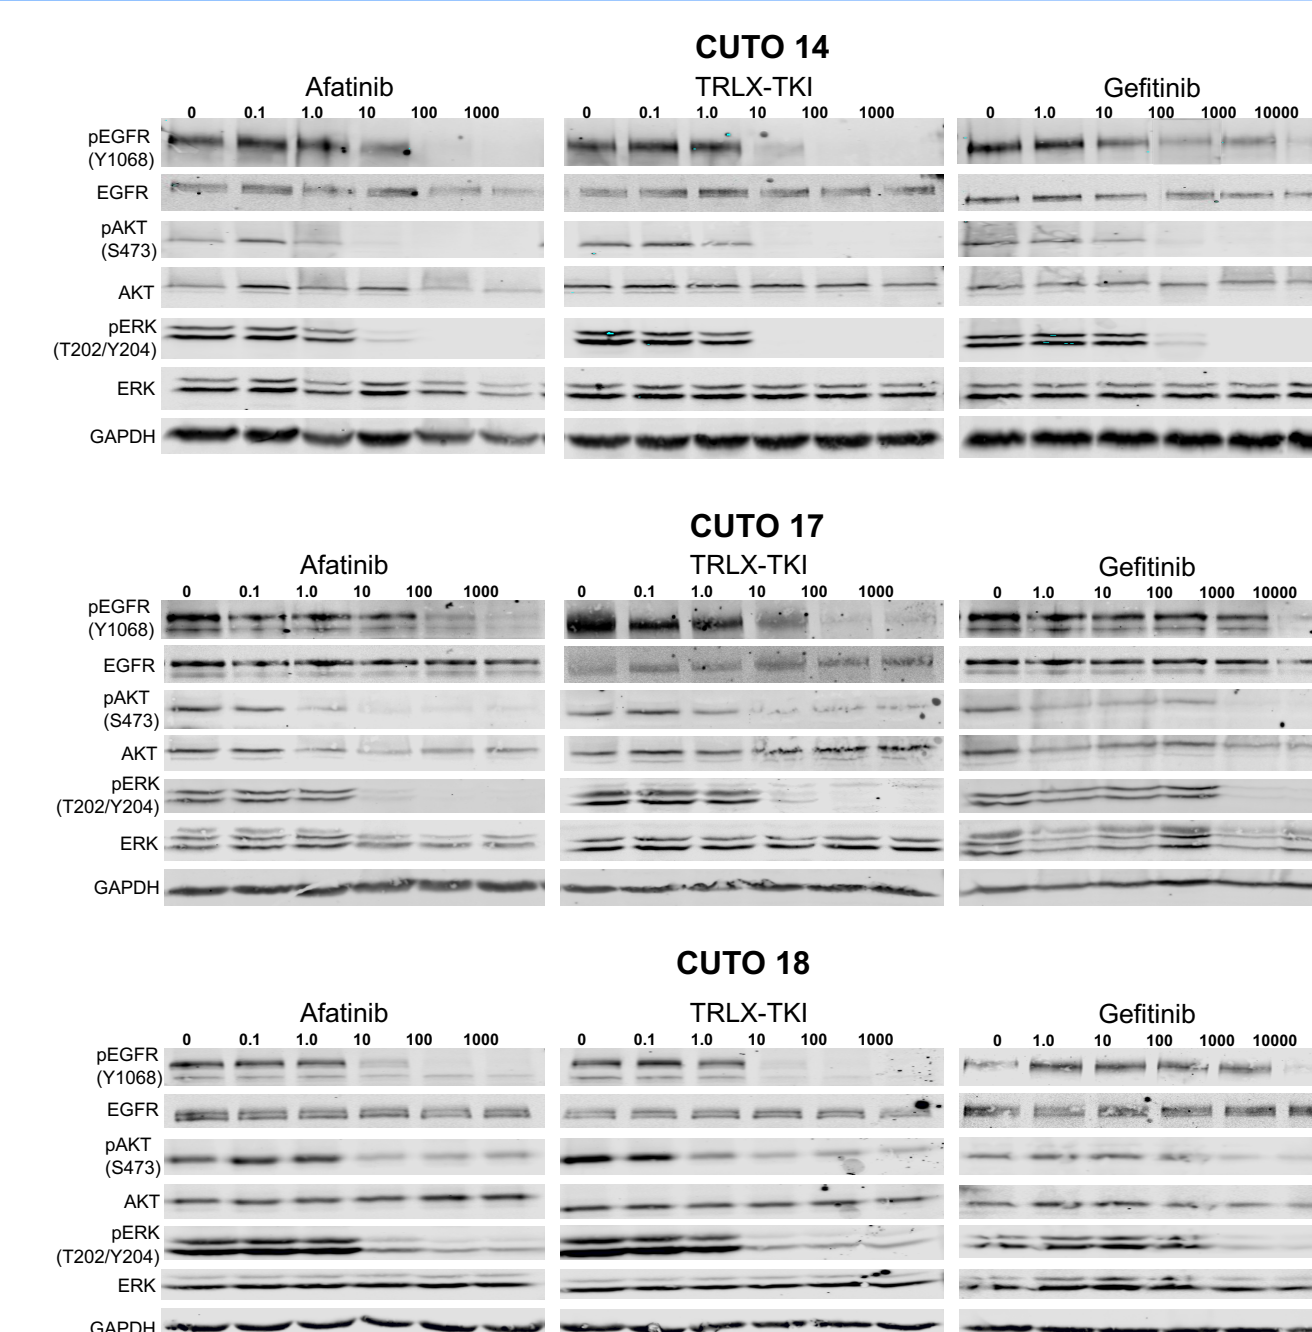 CUTO 14
Afatinib TRLX-TKI Gefitinib
0 0.1 1.0 10 100 1000 0 0.1 1.0 10 100 1000 0 1.0 10 100 1000 10000
pEGFR
(Y1068)
EGFR
pAKT
(S473)
AKT
pERK
(T202/Y204)
ERK
GAPDH
CUTO 17
Afatinib TRLX-TKI Gefitinib
0 0.1 1.0 10 100 1000 0 0.1 1.0 10 100 1000 0 1.0 10 100 1000 10000
pEGFR
(Y1068)
EGFR
pAKT
(S473)
AKT
pERK
(T202/Y204)
ERK
GAPDH
CUTO 18
Afatinib TRLX-TKI Gefitinib
0 0.1 1.0 10 100 1000 0 0.1 1.0 10 100 1000 0 1.0 10 100 1000 10000
pEGFR
(Y1068)
EGFR
pAKT
(S473)
AKT
pERK
(T202/Y204)
ERK
GAPDH